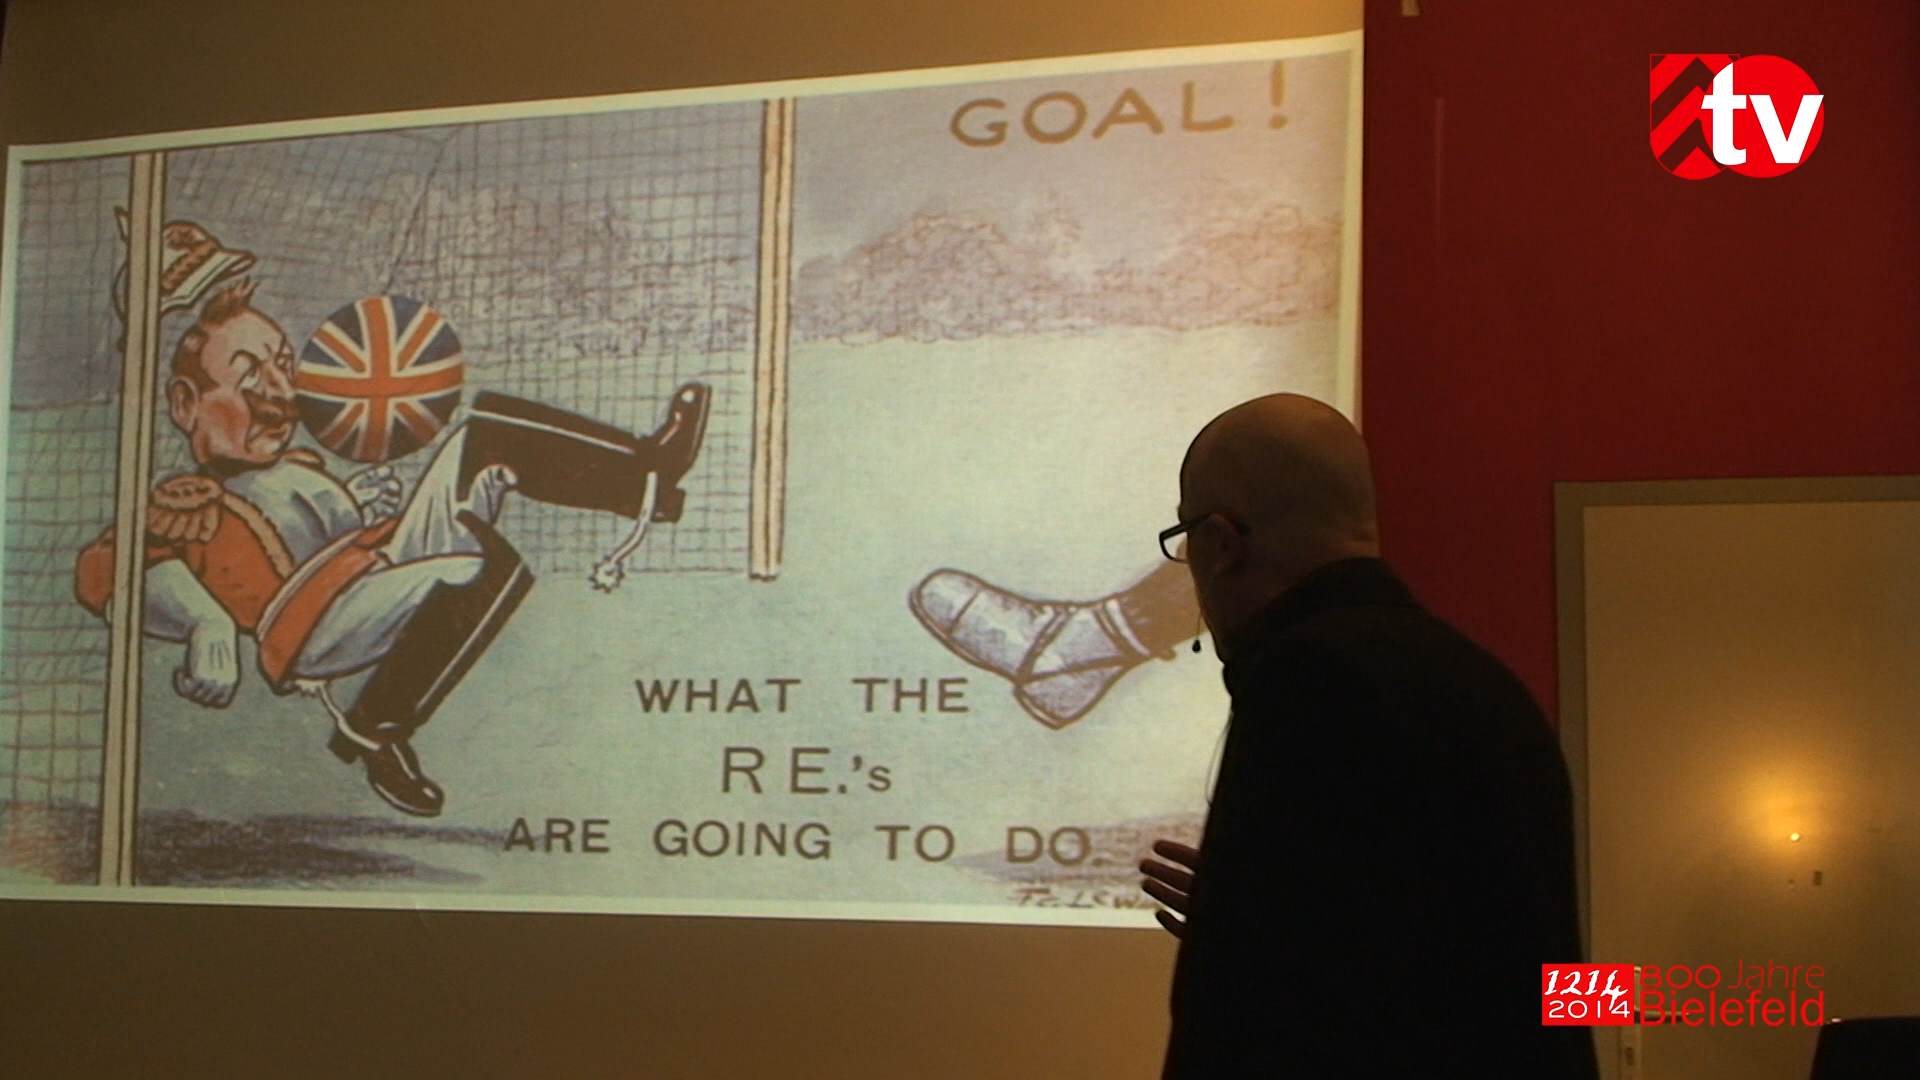 GOAL!
WHAT THE
R E.'s
ARE GOING TO DO.
tv
1214
2014
800 Jahre
Bielefeld